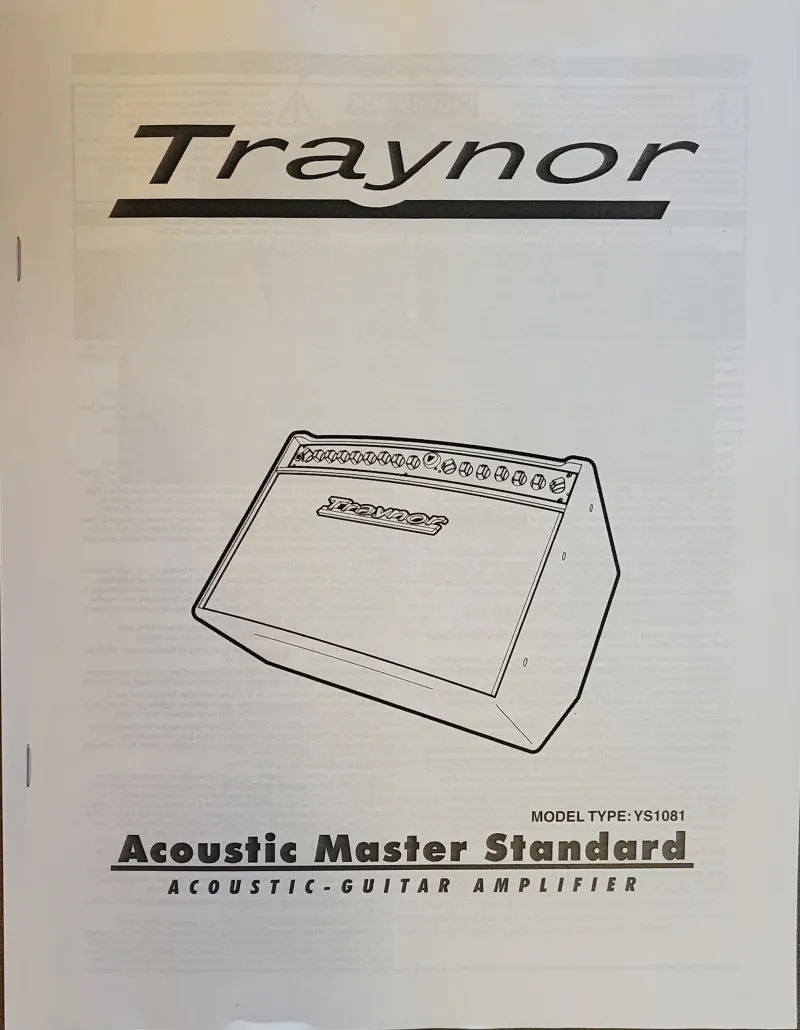 Traynor
Traynor
MODEL TYPE: YS1081
Acoustic Master Standard
ACOUSTIC-GUITAR AMPLIFIER